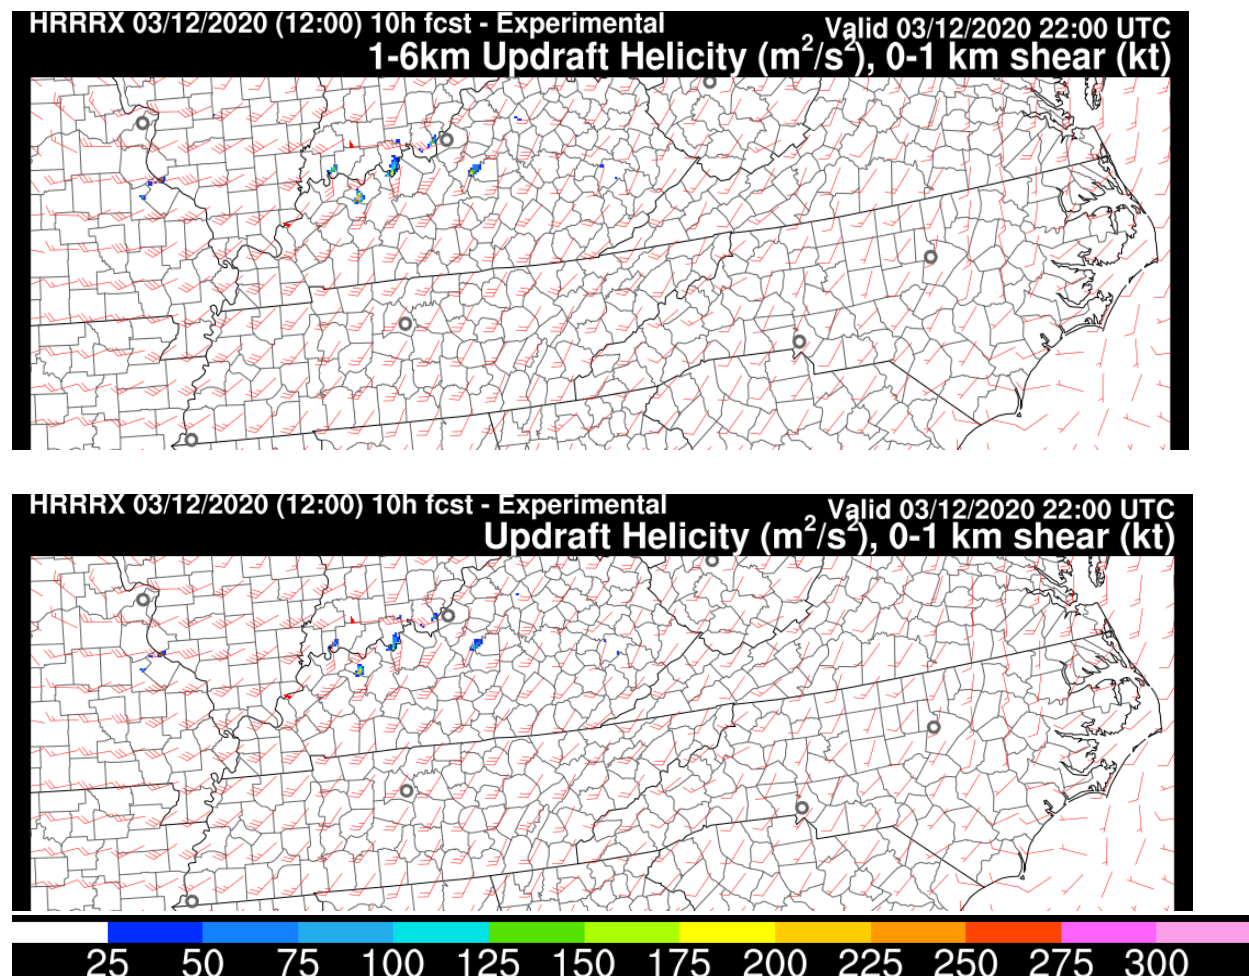 HRRRX 03/12/2020 (12:00) 10h fcst - Experimental
Valid 03/12/2020 22:00 UTC
1-6km Updraft Helicity (m²/s²), 0-1 km shear (kt)
HRRRX 03/12/2020 (12:00) 10h fcst - Experimental
Valid 03/12/2020 22:00 UTC
Updraft Helicity (m²/s²), 0-1 km shear (kt)
25 50 75 100 125 150 175 200 225 250 275 300